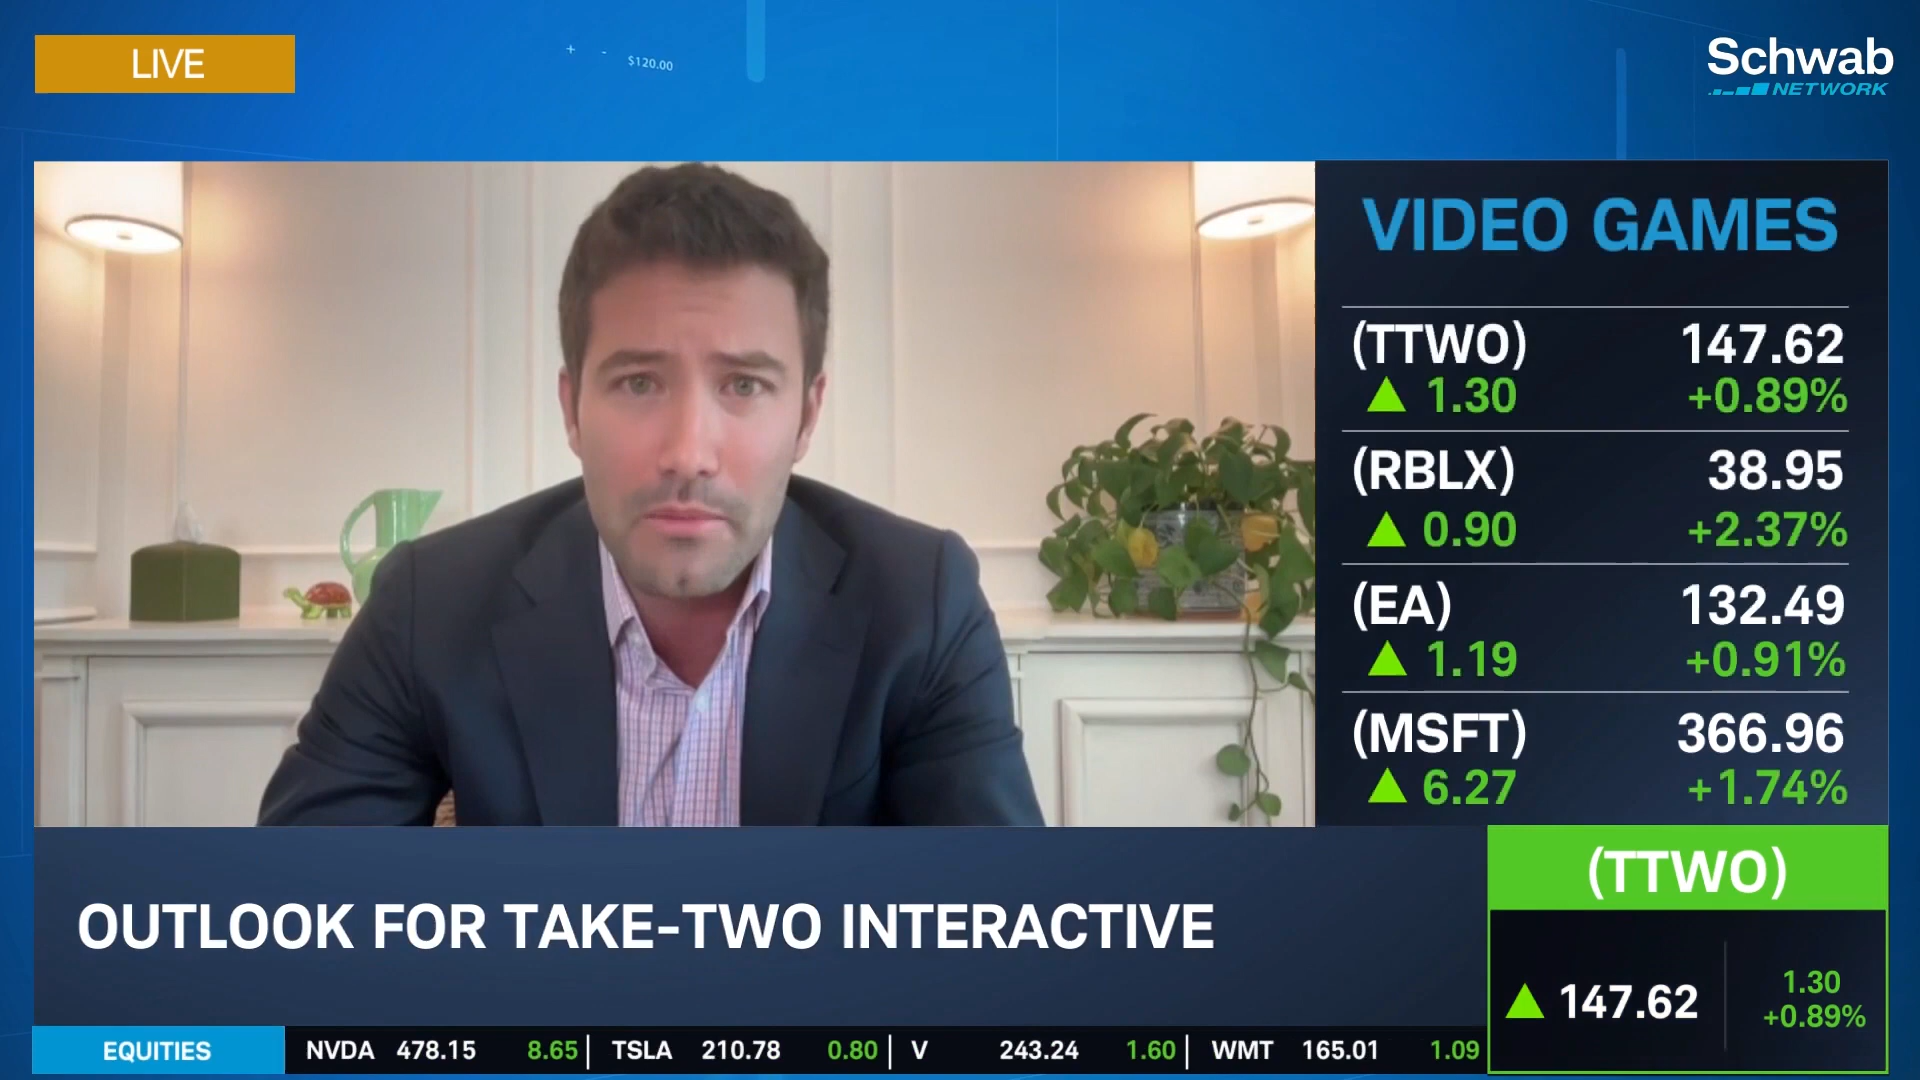 LIVE
+ - $120.00
Schwab
NETWORK
VIDEO GAMES
(TTWO) 147.62
▲ 1.30 +0.89%
(RBLX) 38.95
▲ 0.90 +2.37%
(EA) 132.49
▲ 1.19 +0.91%
(MSFT) 366.96
▲ 6.27 +1.74%
OUTLOOK FOR TAKE-TWO INTERACTIVE
(TTWO)
▲ 147.62
1.30
+0.89%
EQUITIES NVDA 478.15 8.65 TSLA 210.78 0.80 V 243.24 1.60 WMT 165.01 1.09